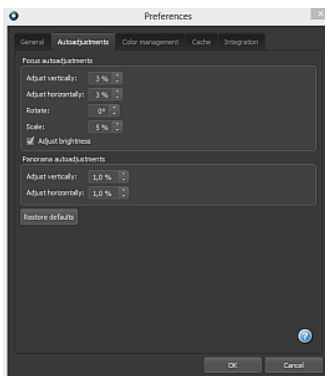 Preferences
General Autoadjustments Color management Cache Integration
Focus autoadjustments
Adjust vertically: 3 %
Adjust horizontally: 3 %
Rotate: 0°
Scale: 5 %
Adjust brightness
Panorama autoadjustments
Adjust vertically: 1,0 %
Adjust horizontally: 1,0 %
Restore defaults
OK Cancel